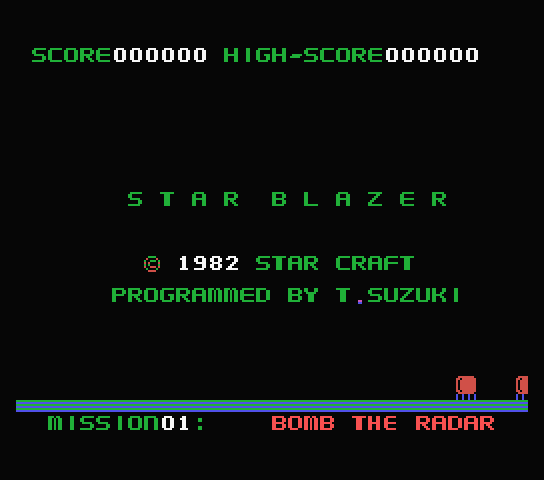 SCORE000000 HIGH-SCORE000000
STAR BLAZER
© 1982 STAR CRAFT
PROGRAMMED BY T.SUZUKI
MISSION01: BOMB THE RADAR